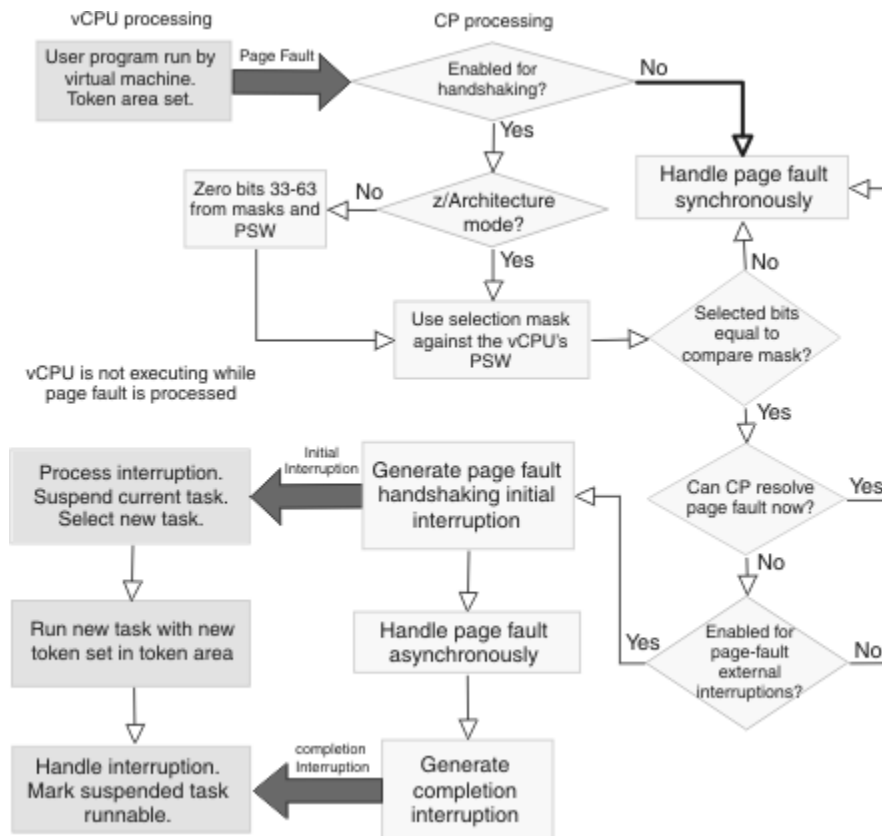 vCPU processing
CP processing
User program run by
virtual machine.
Token area set.
Page Fault
Enabled for
handshaking?
No
Yes
Handle page fault
synchronously
Zero bits 33-63
from masks and
PSW
No
z/Architecture
mode?
Yes
No
Use selection mask
against the vCPU's
PSW
Selected bits
equal to
compare mask?
vCPU is not executing while
page fault is processed
Yes
Process interruption.
Suspend current task.
Select new task.
Initial
Interruption
Generate page fault
handshaking initial
interruption
Can CP resolve
page fault now?
Yes
No
Run new task with new
token set in token area
Handle page fault
asynchronously
Yes
Enabled for
page-fault
external
interruptions?
No
Handle interruption.
Mark suspended task
runnable.
completion
Interruption
Generate
completion
interruption